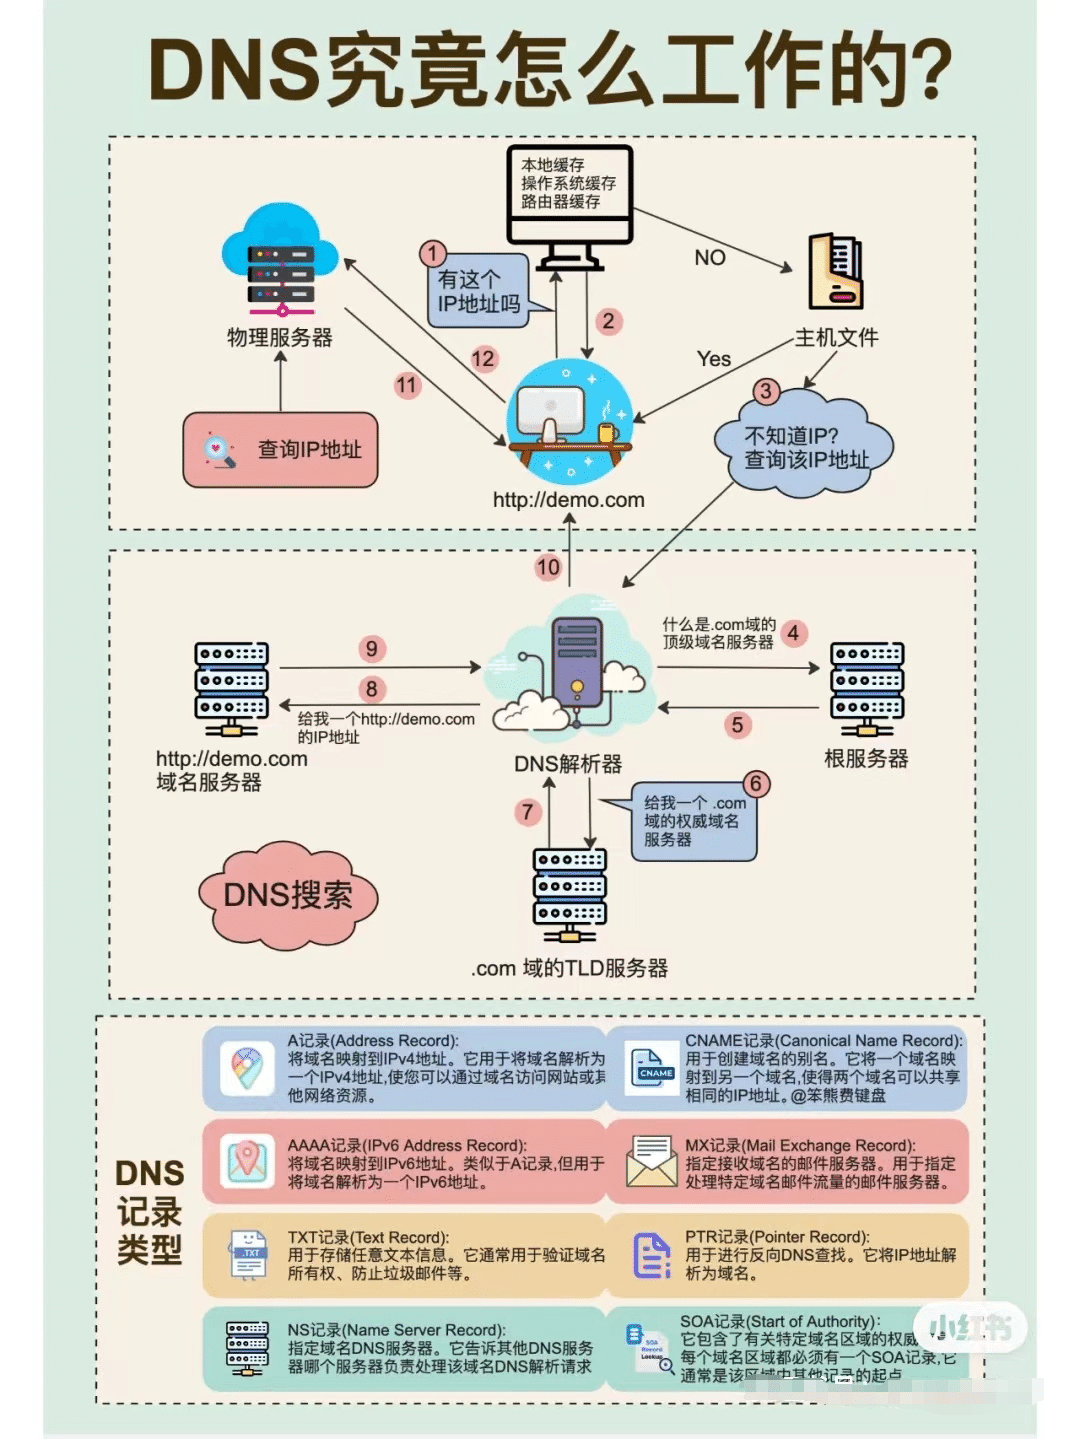 DNS究竟怎么工作的?
本地缓存
操作系统缓存
路由器缓存
1
有这个
IP地址吗
NO
2
物理服务器
主机文件
12
Yes
11
3
查询IP地址
不知道IP?
查询该IP地址
http://demo.com
10
什么是.com域的
顶级域名服务器
4
9
8
给我一个http://demo.com
的IP地址
5
http://demo.com
域名服务器
DNS解析器
根服务器
6
7
给我一个 .com
域的权威域名
服务器
DNS搜索
.com 域的TLD服务器
DNS
记录
类型
A记录(Address Record):
将域名映射到IPv4地址。它用于将域名解析为
一个IPv4地址,使您可以通过域名访问网站或其
他网络资源。
CNAME
CNAME记录(Canonical Name Record):
用于创建域名的别名。它将一个域名映
射到另一个域名,使得两个域名可以共享
相同的IP地址。@笨熊费键盘
AAAA记录(IPv6 Address Record):
将域名映射到IPv6地址。类似于A记录,但用于
将域名解析为一个IPv6地址。
MX记录(Mail Exchange Record):
指定接收域名的邮件服务器。用于指定
处理特定域名邮件流量的邮件服务器。
.TXT
TXT记录(Text Record):
用于存储任意文本信息。它通常用于验证域名
所有权、防止垃圾邮件等。
PTR记录(Pointer Record):
用于进行反向DNS查找。它将IP地址解
析为域名。
NS记录(Name Server Record):
指定域名DNS服务器。它告诉其他DNS服务
器哪个服务器负责处理该域名DNS解析请求
SOA
Record
Lookup
SOA记录(Start of Authority):
它包含了有关特定域名区域的权威
每个域名区域都必须有一个SOA记录,它
通常是该区域中其他记录的起点
小红书